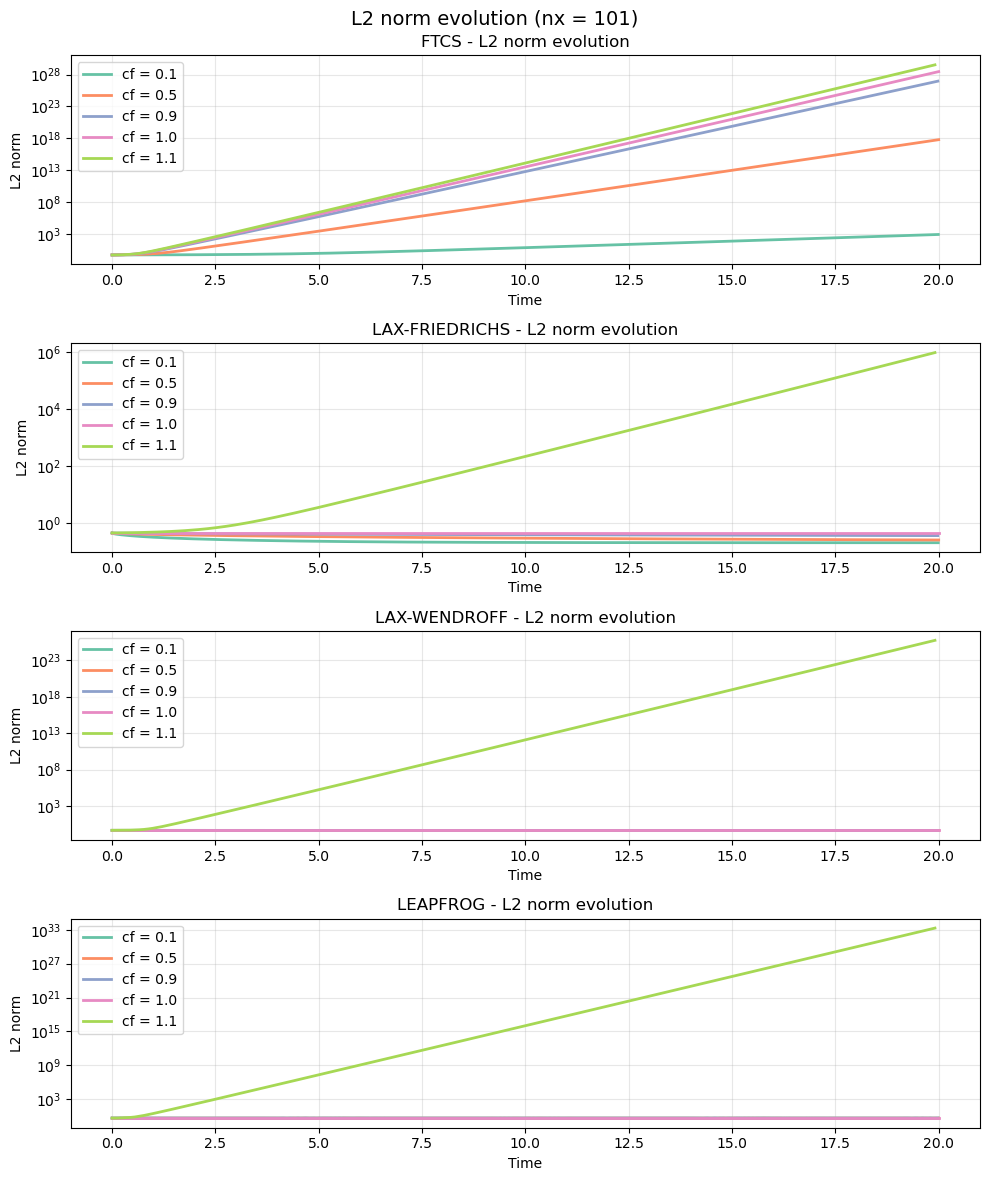 L2 norm evolution (nx = 101)
FTCS - L2 norm evolution
10^28
10^23
10^18
10^13
10^8
10^3
L2 norm
cf = 0.1
cf = 0.5
cf = 0.9
cf = 1.0
cf = 1.1
0.0 2.5 5.0 7.5 10.0 12.5 15.0 17.5 20.0
Time
LAX-FRIEDRICHS - L2 norm evolution
10^6
10^4
10^2
10^0
L2 norm
cf = 0.1
cf = 0.5
cf = 0.9
cf = 1.0
cf = 1.1
0.0 2.5 5.0 7.5 10.0 12.5 15.0 17.5 20.0
Time
LAX-WENDROFF - L2 norm evolution
10^23
10^18
10^13
10^8
10^3
L2 norm
cf = 0.1
cf = 0.5
cf = 0.9
cf = 1.0
cf = 1.1
0.0 2.5 5.0 7.5 10.0 12.5 15.0 17.5 20.0
Time
LEAPFROG - L2 norm evolution
10^33
10^27
10^21
10^15
10^9
10^3
L2 norm
cf = 0.1
cf = 0.5
cf = 0.9
cf = 1.0
cf = 1.1
0.0 2.5 5.0 7.5 10.0 12.5 15.0 17.5 20.0
Time